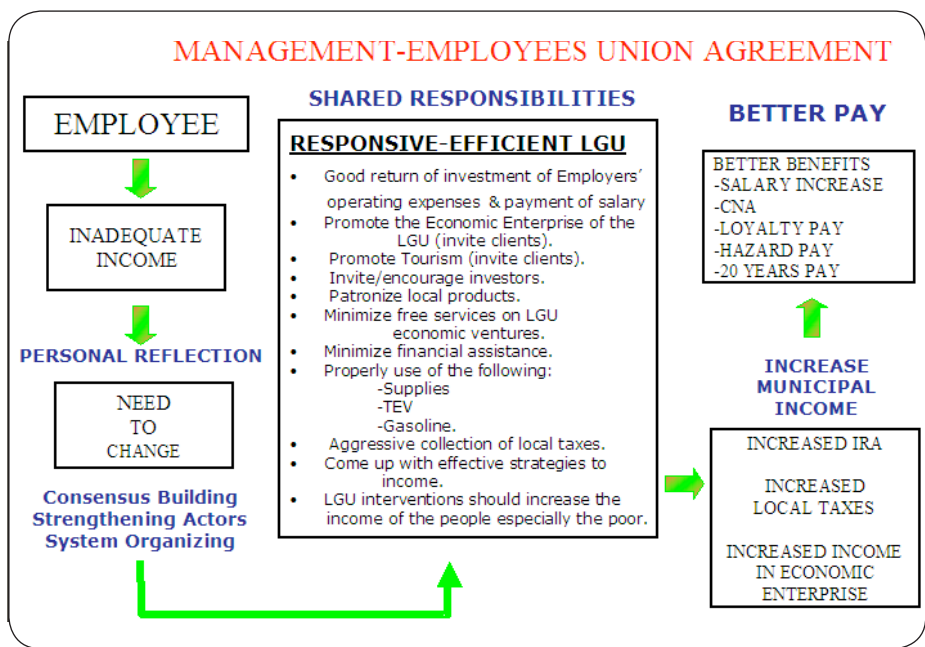 MANAGEMENT-EMPLOYEES UNION AGREEMENT
EMPLOYEE
INADEQUATE
INCOME
PERSONAL REFLECTION
NEED
TO
CHANGE
Consensus Building
Strengthening Actors
System Organizing
SHARED RESPONSIBILITIES
RESPONSIVE-EFFICIENT LGU
• Good return of investment of Employers’
operating expenses & payment of salary
• Promote the Economic Enterprise of the
LGU (invite clients).
• Promote Tourism (invite clients).
• Invite/encourage investors.
• Patronize local products.
• Minimize free services on LGU
economic ventures.
• Minimize financial assistance.
• Properly use of the following:
-Supplies
-TEV
-Gasoline.
• Aggressive collection of local taxes.
• Come up with effective strategies to
income.
• LGU interventions should increase the
income of the people especially the poor.
BETTER PAY
BETTER BENEFITS
-SALARY INCREASE
-CNA
-LOYALTY PAY
-HAZARD PAY
-20 YEARS PAY
INCREASE
MUNICIPAL
INCOME
INCREASED IRA
INCREASED
LOCAL TAXES
INCREASED INCOME
IN ECONOMIC
ENTERPRISE